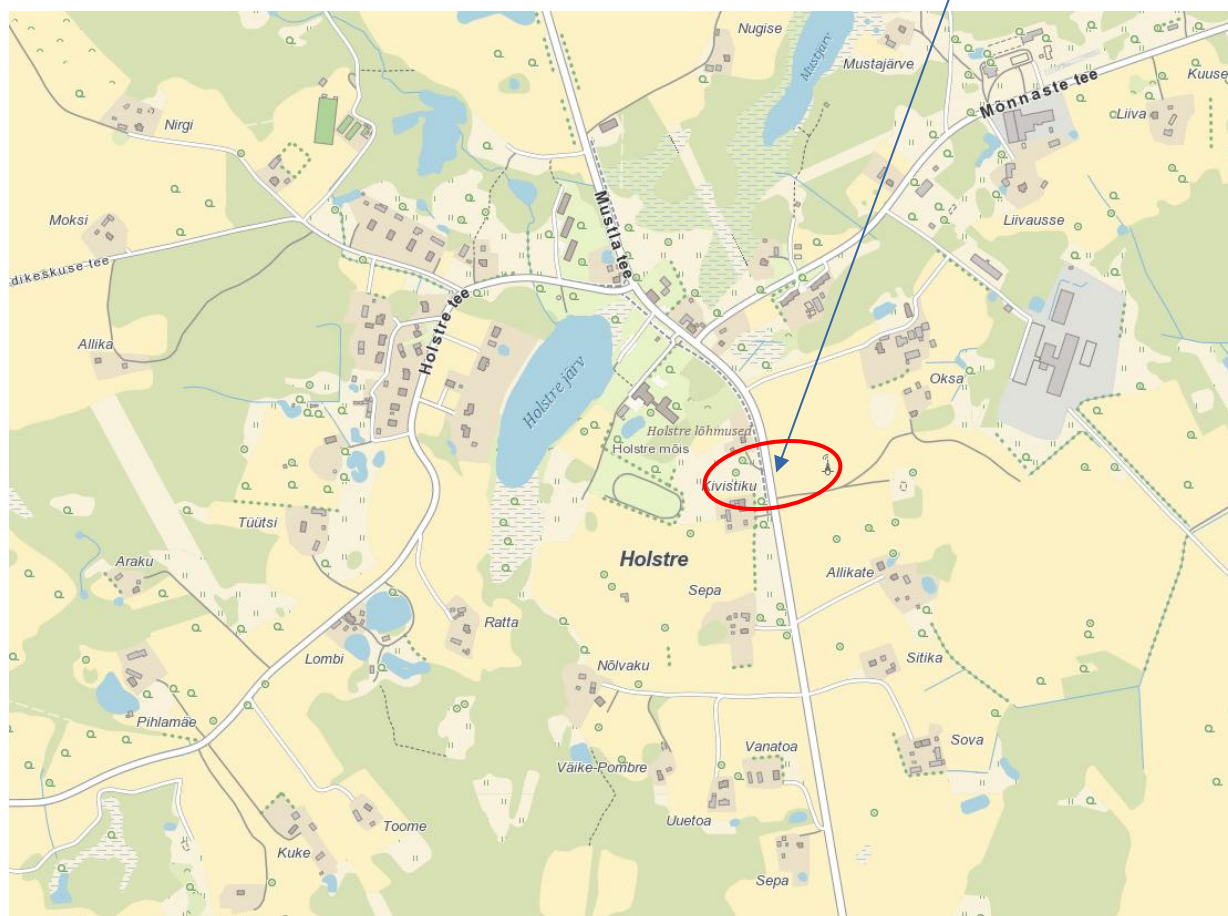 Nugise
Mustjärv
Mustajärve
Kuuse
Mõnnaste tee
Liiva
Nirgi
Moksi
Mustla tee
Liivausse
dikeskuse tee
Holstre tee
Allika
Holstre järv
Oksa
Holstre lõhmused
Holstre mõis
Kivistiku
Tüütsi
Holstre
Araku
Allikate
Sepa
Ratta
Lombi
Sitika
Nõlvaku
Pihlamäe
Sova
Vanatoa
Väike-Pombre
Uuetoa
Toome
Kuke
Sepa